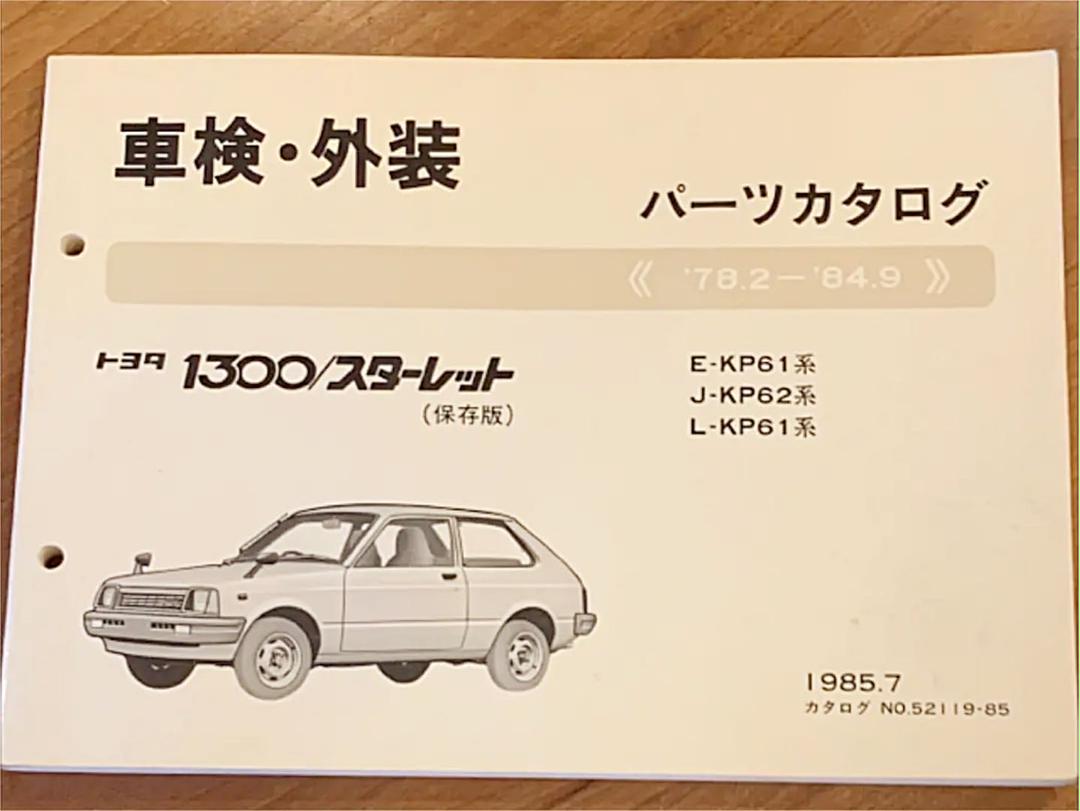 車検・外装
パーツカタログ
《 '78.2－'84.9 》
トヨタ 1300/スターレット
（保存版）
E-KP61系
J-KP62系
L-KP61系
1985.7
カタログ NO.52119-85